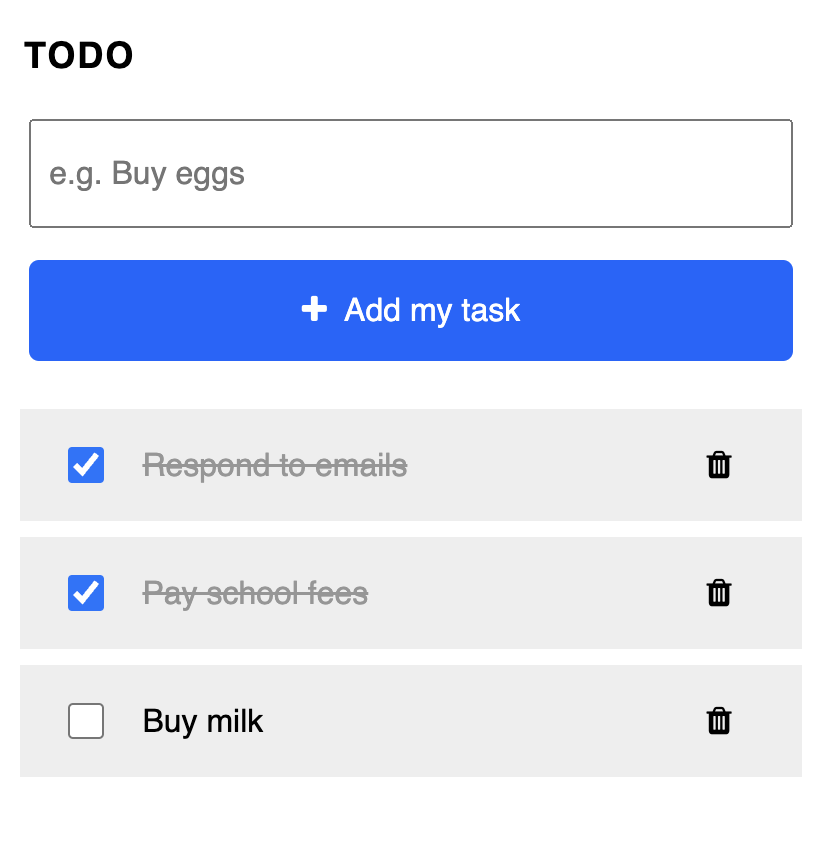 TODO
e.g. Buy eggs
Add my task
Respond to emails
Pay school fees
Buy milk